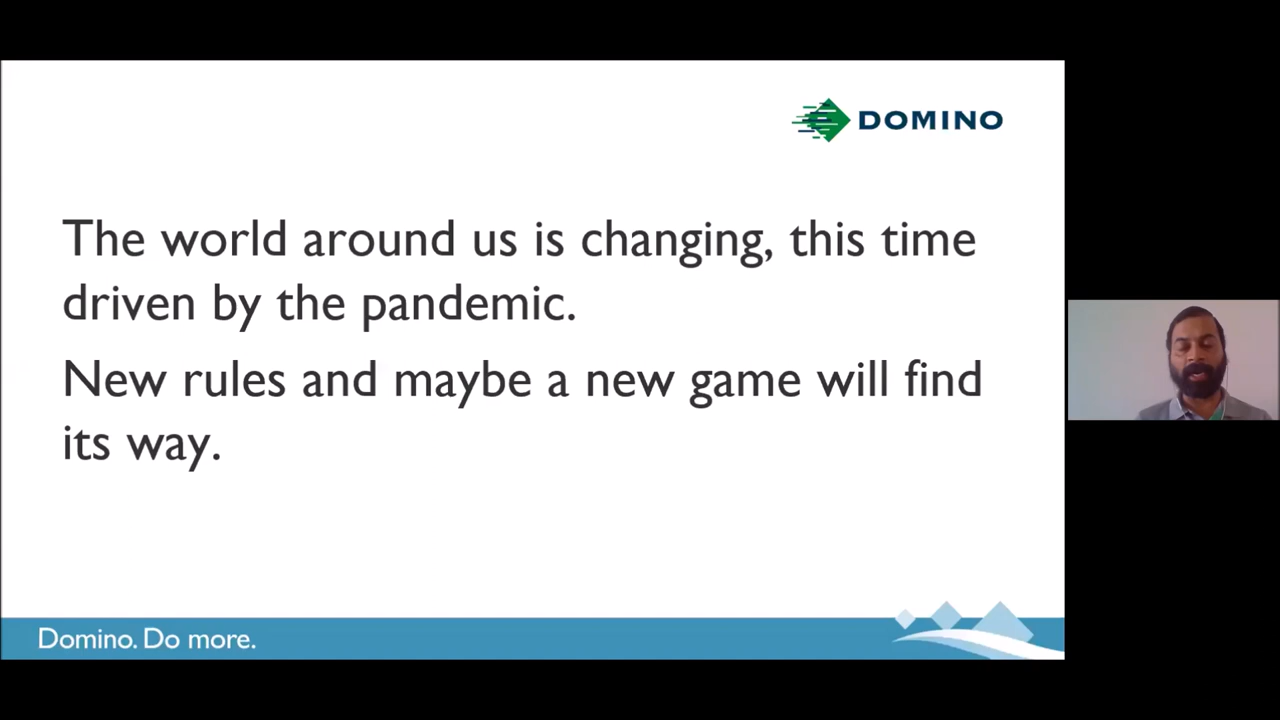 DOMINO
The world around us is changing, this time
driven by the pandemic.
New rules and maybe a new game will find
its way.
Domino. Do more.